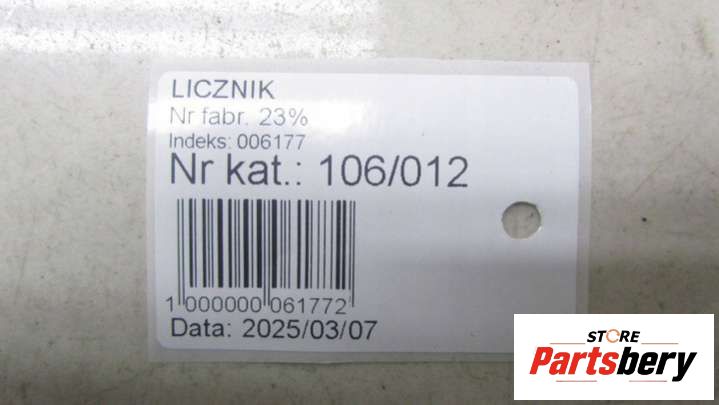 LICZNIK
Nr fabr. 23%
Indeks: 006177
Nr kat.: 106/012
1 000000 061772
Data: 2025/03/07
STORE
Partsbery